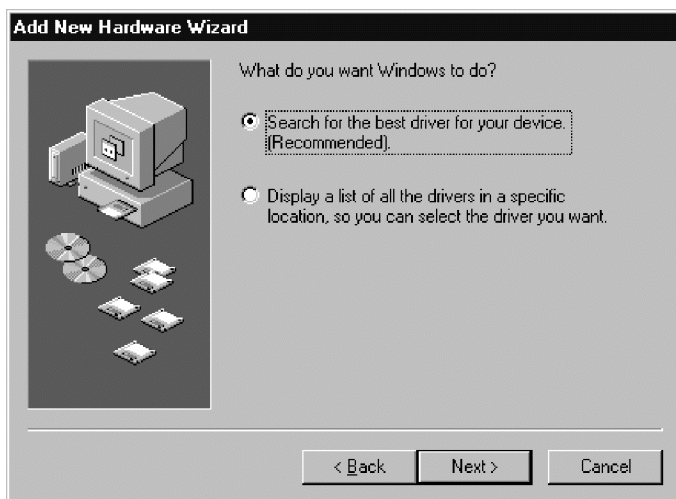 Add New Hardware Wizard
What do you want Windows to do?
Search for the best driver for your device.
(Recommended).
Display a list of all the drivers in a specific
location, so you can select the driver you want.
< Back
Next >
Cancel